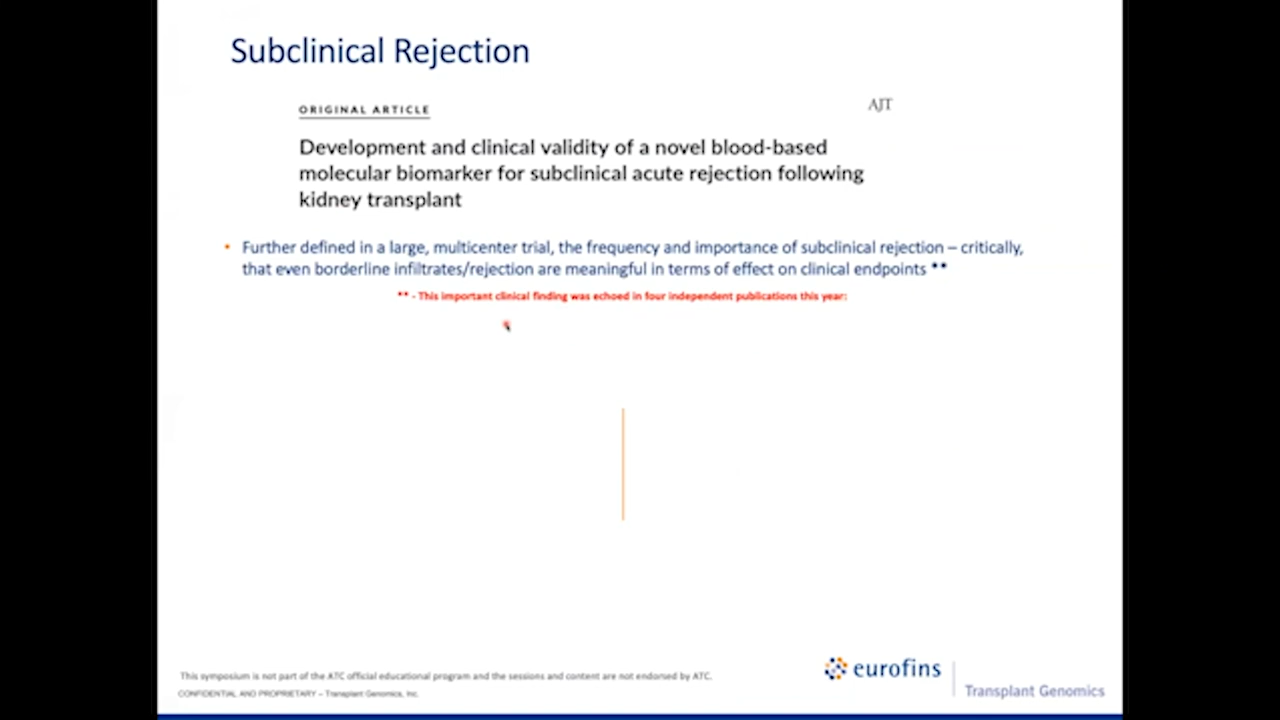 Subclinical Rejection
ORIGINAL ARTICLE
AJT
Development and clinical validity of a novel blood-based
molecular biomarker for subclinical acute rejection following
kidney transplant
• Further defined in a large, multicenter trial, the frequency and importance of subclinical rejection – critically,
that even borderline infiltrates/rejection are meaningful in terms of effect on clinical endpoints **
** - This important clinical finding was echoed in four independent publications this year:
This symposium is not part of the ATC official educational program and the sessions and content are not endorsed by ATC.
CONFIDENTIAL AND PROPRIETARY – Transplant Genomics, Inc.
eurofins
Transplant Genomics